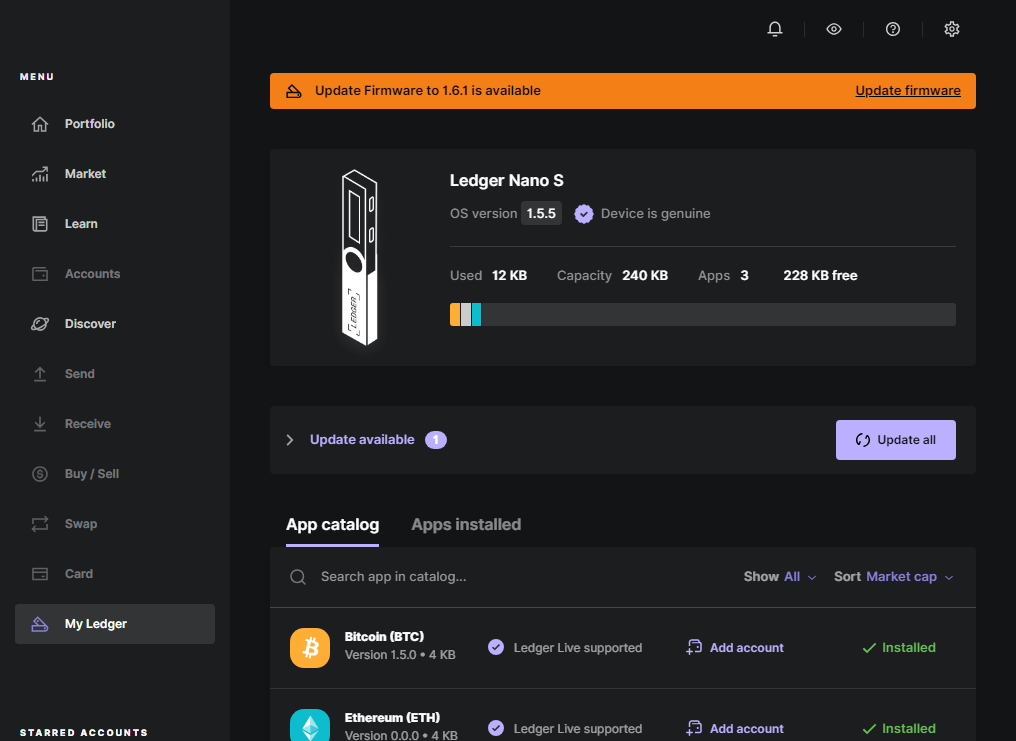 MENU
Portfolio
Market
Learn
Accounts
Discover
Send
Receive
Buy / Sell
Swap
Card
My Ledger
STARRED ACCOUNTS
Update Firmware to 1.6.1 is available Update firmware
LEDGER
Ledger Nano S
OS version 1.5.5 Device is genuine
Used 12 KB Capacity 240 KB Apps 3 228 KB free
Update available 1 Update all
App catalog Apps installed
Search app in catalog... Show All Sort Market cap
Bitcoin (BTC)
Version 1.5.0 • 4 KB
Ledger Live supported Add account Installed
Ethereum (ETH)
Version 0.0.0 • 4 KB
Ledger Live supported Add account Installed